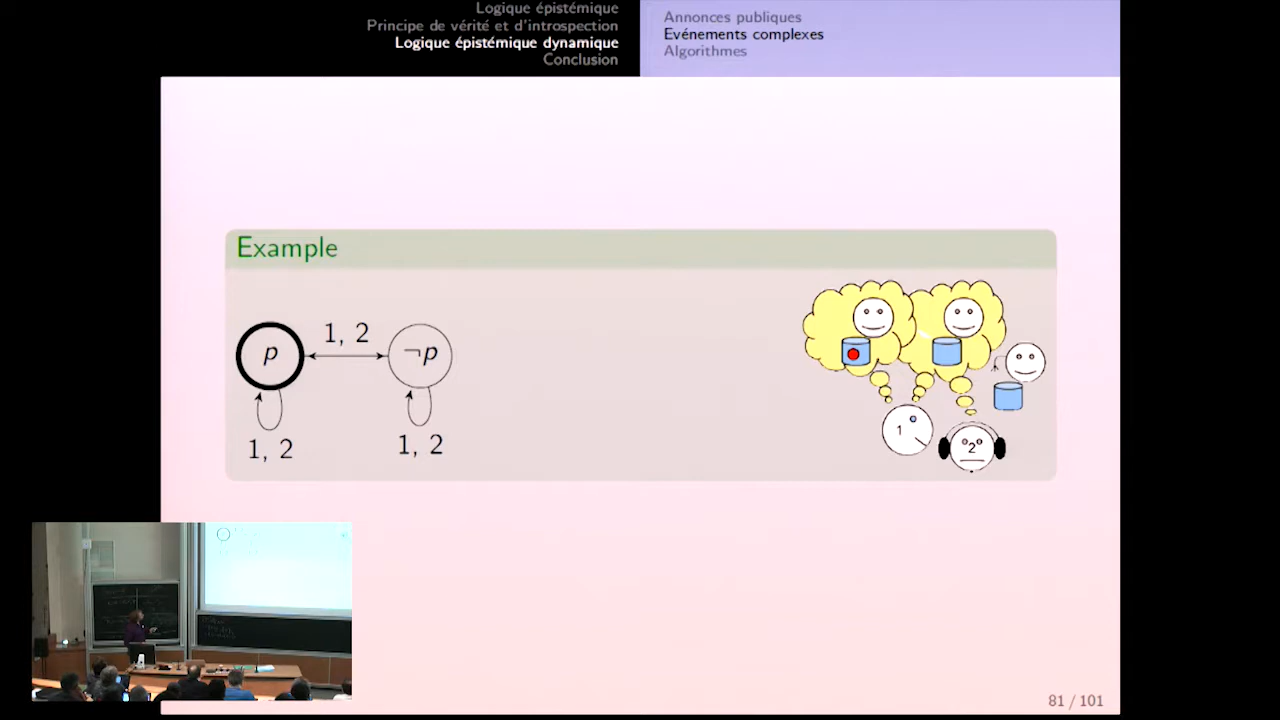 Logique épistémique
Principe de vérité et d'introspection
Logique épistémique dynamique
Conclusion
Annonces publiques
Evénements complexes
Algorithmes
Example
p
1, 2
¬p
1, 2
1, 2
1
2
81 / 101